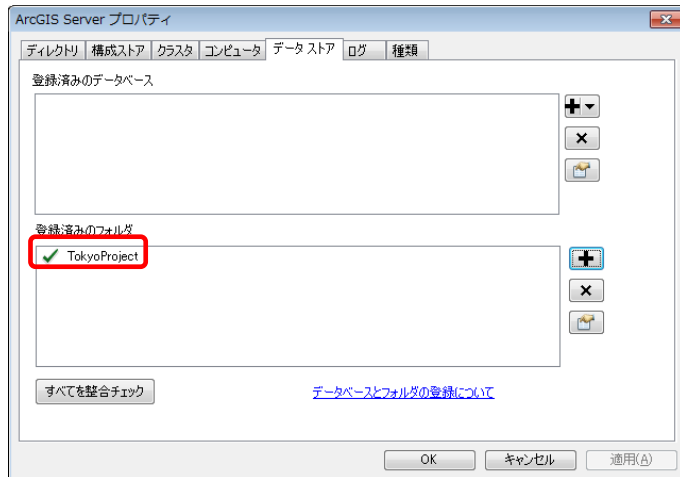 ArcGIS Server プロパティ
ディレクトリ 構成ストア クラスタ コンピュータ データ ストア ログ 種類
登録済みのデータベース
登録済みのフォルダ
TokyoProject
すべてを整合チェック データベースとフォルダの登録について
OK キャンセル 適用(A)